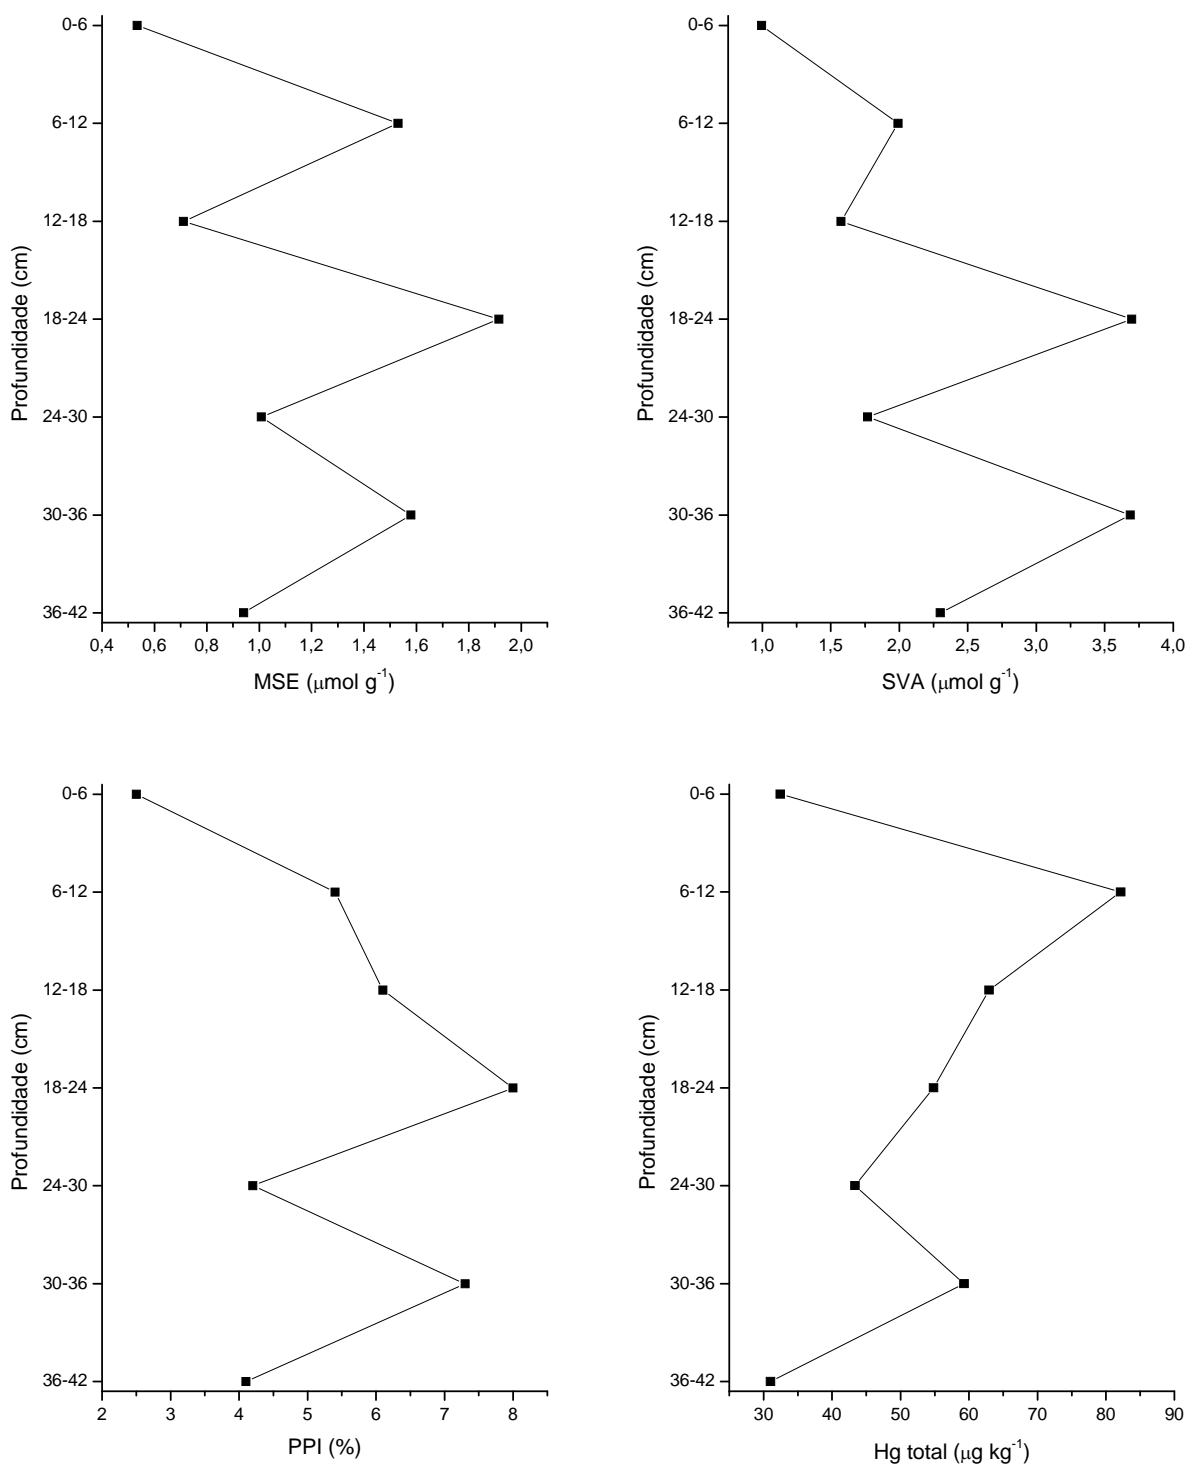 0-6
6-12
12-18
18-24
24-30
30-36
36-42
Profundidade (cm)
0,4 0,6 0,8 1,0 1,2 1,4 1,6 1,8 2,0
MSE (μmol g⁻¹)
0-6
6-12
12-18
18-24
24-30
30-36
36-42
Profundidade (cm)
1,0 1,5 2,0 2,5 3,0 3,5 4,0
SVA (μmol g⁻¹)
0-6
6-12
12-18
18-24
24-30
30-36
36-42
Profundidade (cm)
2 3 4 5 6 7 8
PPI (%)
0-6
6-12
12-18
18-24
24-30
30-36
36-42
Profundidade (cm)
30 40 50 60 70 80 90
Hg total (μg kg⁻¹)